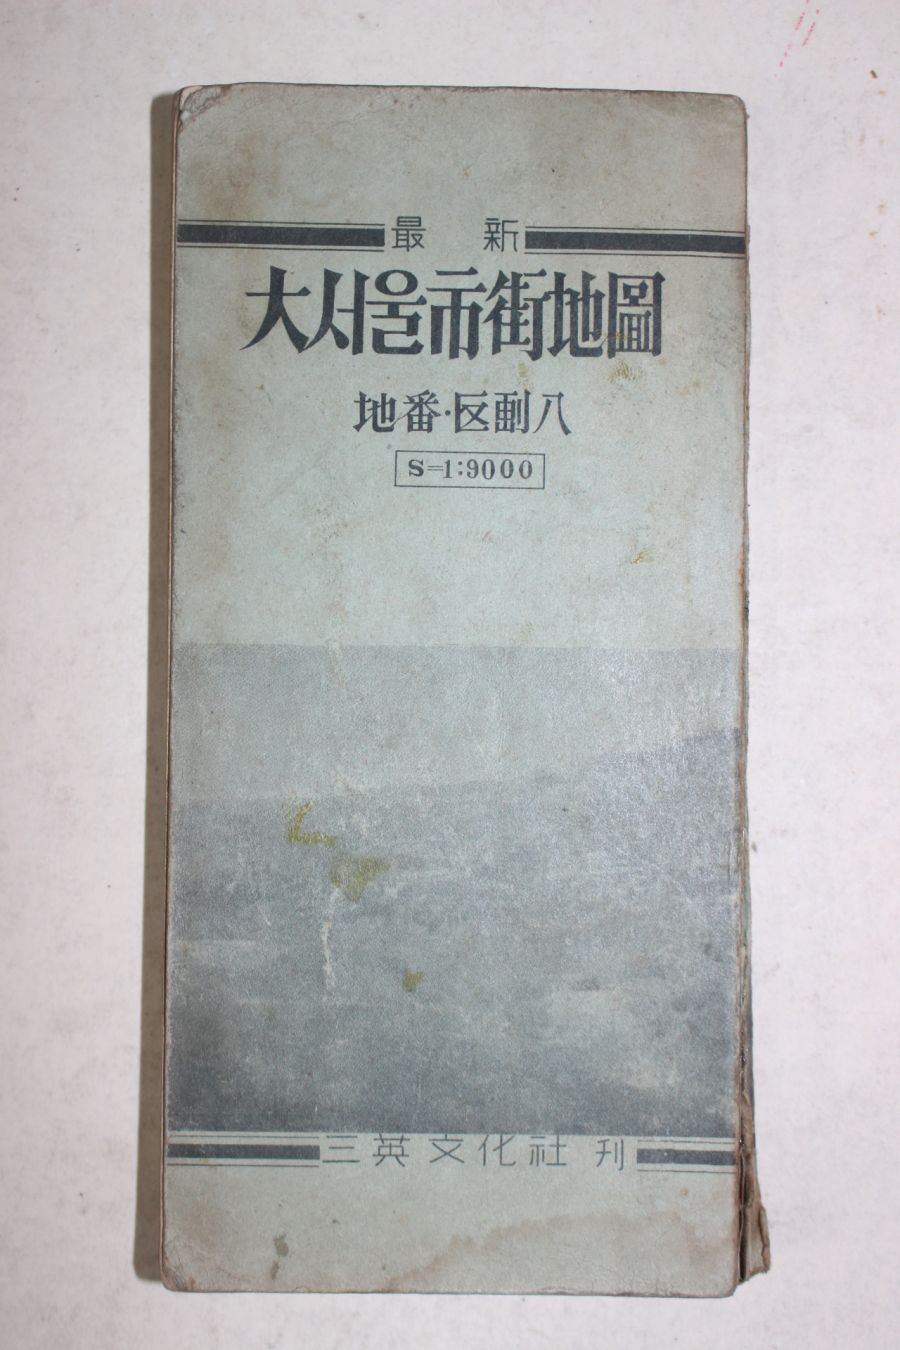 最 新
大서울市街地圖
地番·区劃入
S=1:9000
三英文化社 刊